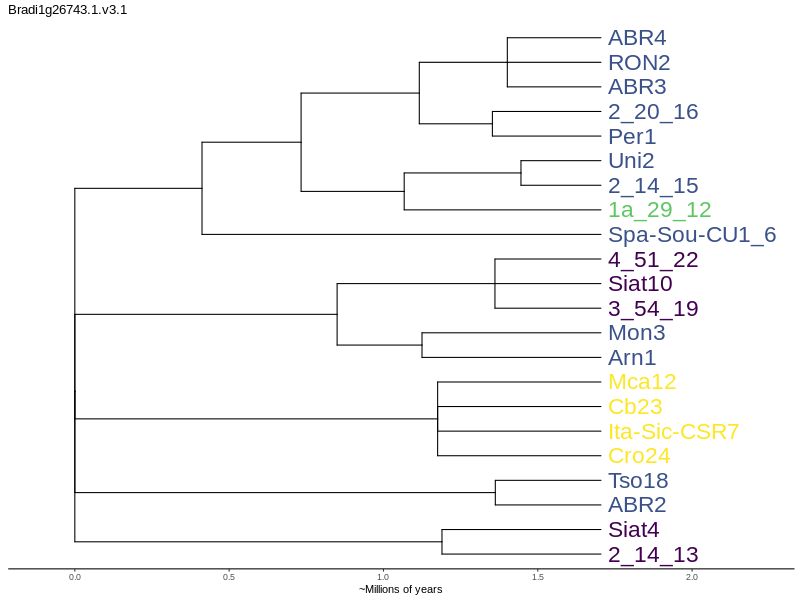 Bradi1g26743.1.v3.1
ABR4
RON2
ABR3
2_20_16
Per1
Uni2
2_14_15
1a_29_12
Spa-Sou-CU1_6
4_51_22
Siat10
3_54_19
Mon3
Arn1
Mca12
Cb23
Ita-Sic-CSR7
Cro24
Tso18
ABR2
Siat4
2_14_13
0.0 0.5 1.0 1.5 2.0
~Millions of years